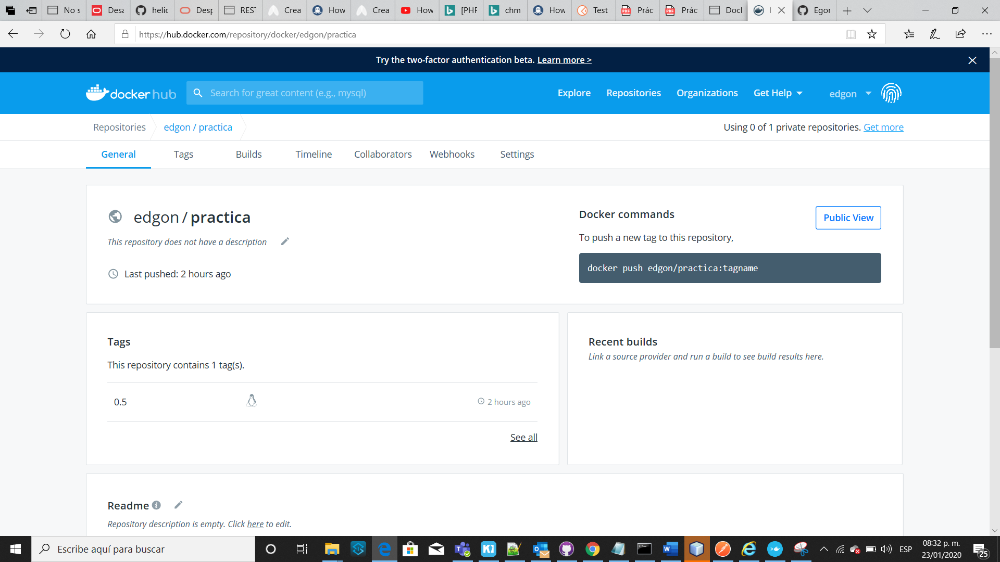 No s
Desa
helic
Desp
REST
Crea
How
Crea
How
[PHP
chm
How
Test
Prác
Prác
Docl
Egor
https://hub.docker.com/repository/docker/edgon/practica
Try the two-factor authentication beta. Learn more >
docker hub
Search for great content (e.g., mysql)
Explore
Repositories
Organizations
Get Help
edgon
Repositories
edgon / practica
Using 0 of 1 private repositories. Get more
General
Tags
Builds
Timeline
Collaborators
Webhooks
Settings
edgon / practica
This repository does not have a description
Last pushed: 2 hours ago
Docker commands
Public View
To push a new tag to this repository,
docker push edgon/practica:tagname
Tags
This repository contains 1 tag(s).
0.5
2 hours ago
See all
Recent builds
Link a source provider and run a build to see build results here.
Readme
Repository description is empty. Click here to edit.
Escribe aquí para buscar
ESP
08:32 p. m.
23/01/2020
25